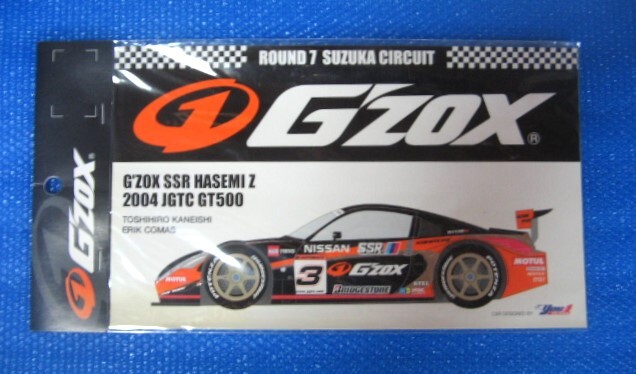 ROUND 7 SUZUKA CIRCUIT
G'ZOX®
G'ZOX SSR HASEMI Z
2004 JGTC GT500
TOSHIHIRO KANEISHI
ERIK COMAS
G'ZOX
NISSAN SSR
3 G'ZOX
BRIDGESTONE
MOTUL
MOTUL